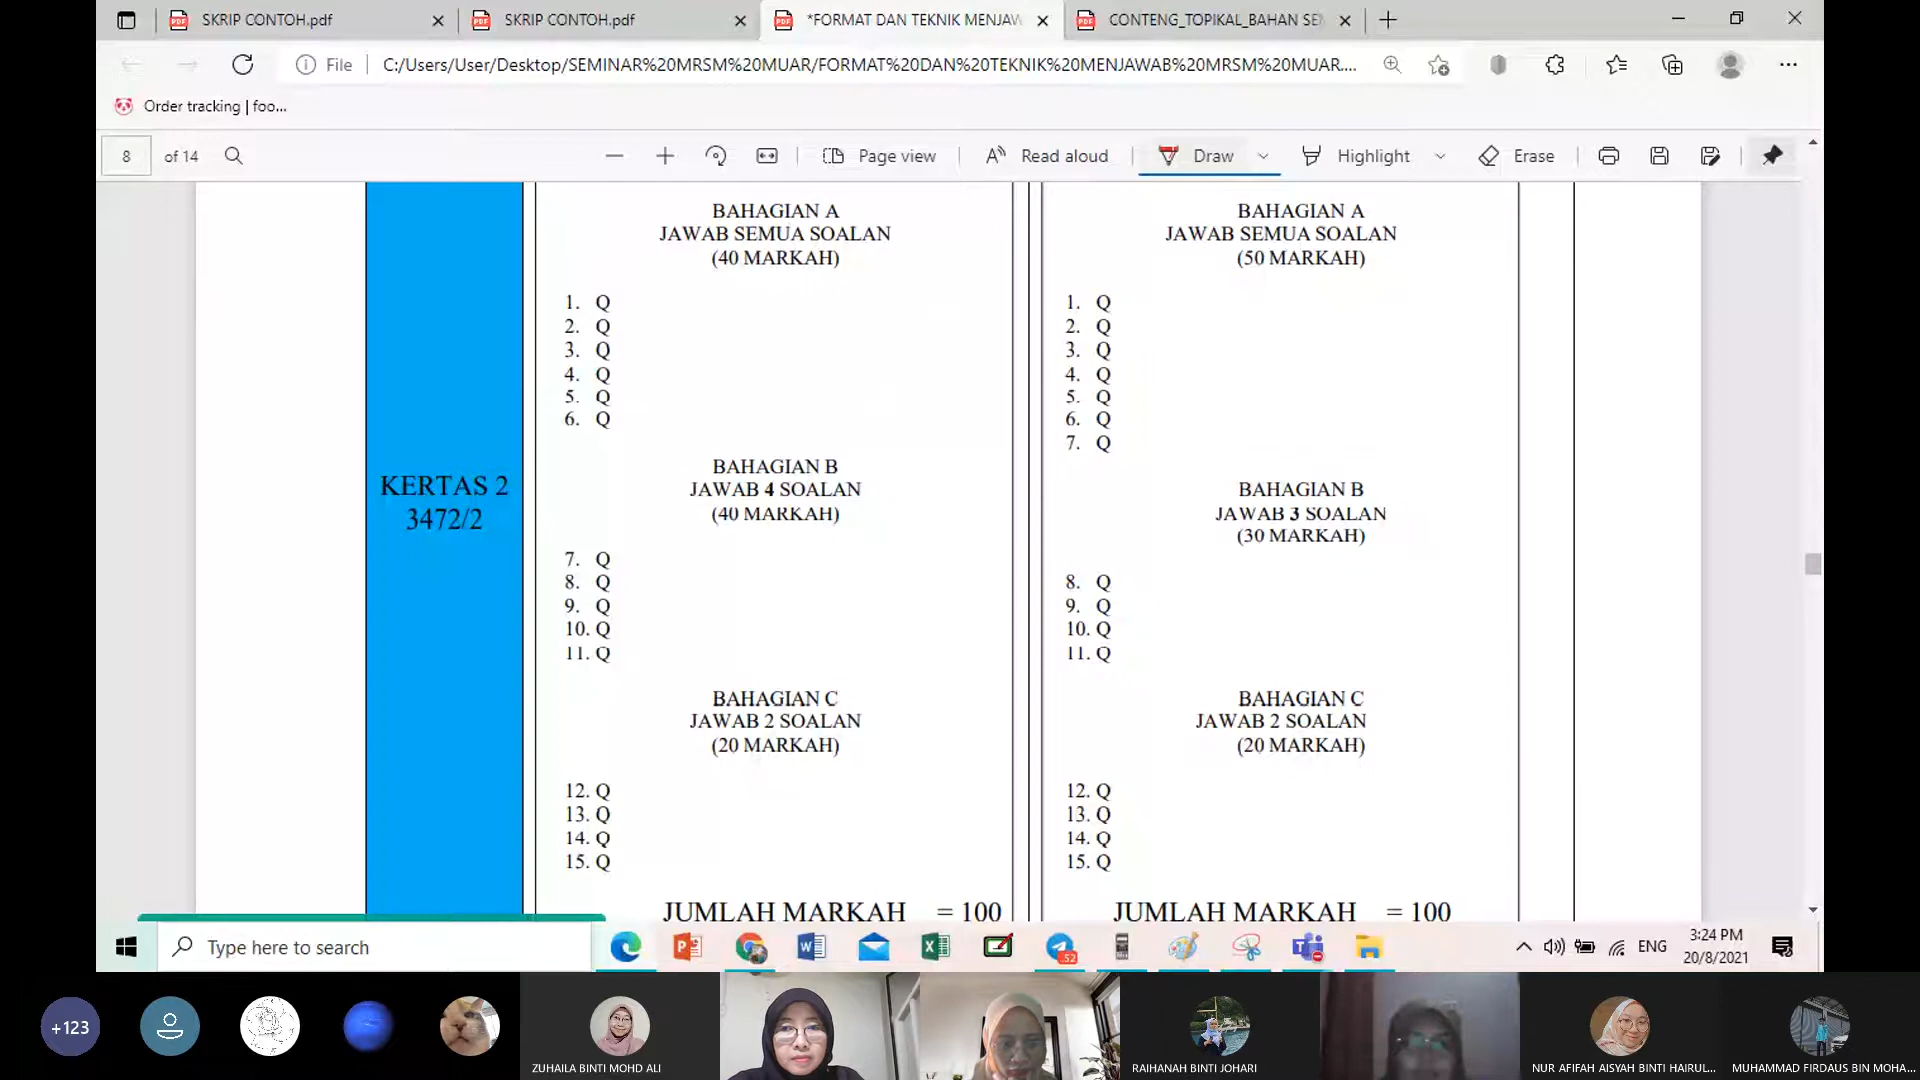 SKRIP CONTOH.pdf
SKRIP CONTOH.pdf
*FORMAT DAN TEKNIK MENJAW
CONTENG_TOPIKAL_BAHAN SE
File
C:/Users/User/Desktop/SEMINAR%20MRSM%20MUAR/FORMAT%20DAN%20TEKNIK%20MENJAWAB%20MRSM%20MUAR....
Order tracking | foo...
8 of 14
Page view
Read aloud
Draw
Highlight
Erase
KERTAS 2
3472/2
BAHAGIAN A
JAWAB SEMUA SOALAN
(40 MARKAH)
1. Q
2. Q
3. Q
4. Q
5. Q
6. Q
BAHAGIAN B
JAWAB 4 SOALAN
(40 MARKAH)
7. Q
8. Q
9. Q
10. Q
11. Q
BAHAGIAN C
JAWAB 2 SOALAN
(20 MARKAH)
12. Q
13. Q
14. Q
15. Q
JUMLAH MARKAH = 100
BAHAGIAN A
JAWAB SEMUA SOALAN
(50 MARKAH)
1. Q
2. Q
3. Q
4. Q
5. Q
6. Q
7. Q
BAHAGIAN B
JAWAB 3 SOALAN
(30 MARKAH)
8. Q
9. Q
10. Q
11. Q
BAHAGIAN C
JAWAB 2 SOALAN
(20 MARKAH)
12. Q
13. Q
14. Q
15. Q
JUMLAH MARKAH = 100
Type here to search
52
ENG
3:24 PM
20/8/2021
+123
ZUHAILA BINTI MOHD ALI
RAIHANAH BINTI JOHARI
NUR AFIFAH AISYAH BINTI HAIRUL...
MUHAMMAD FIRDAUS BIN MOHA...